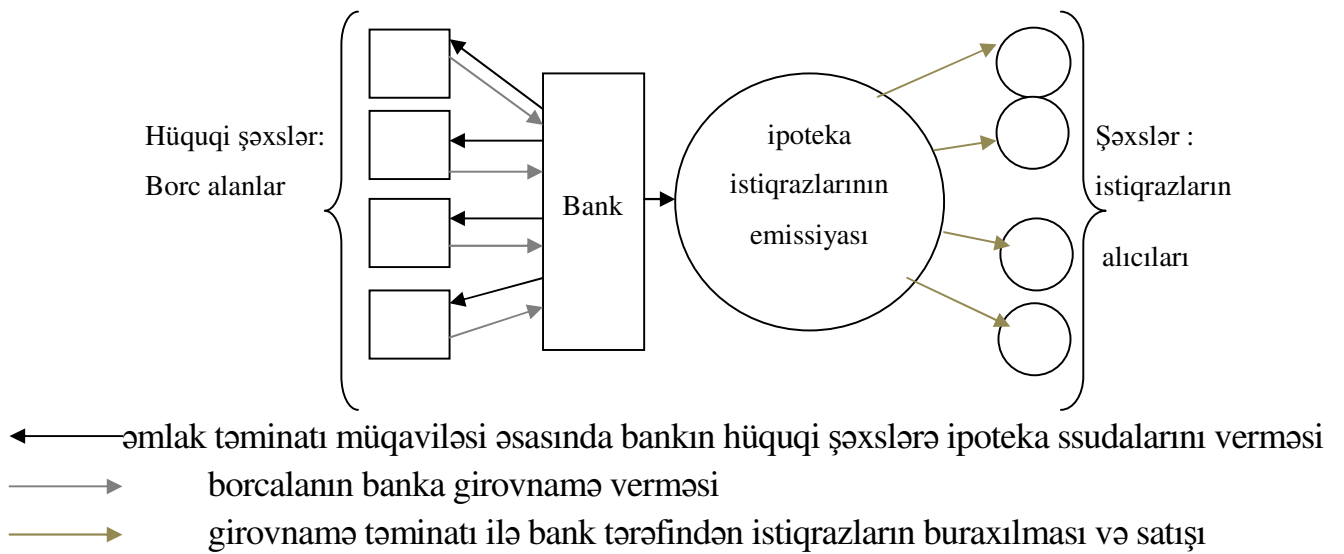 Hüquqi şəxslər:
Borc alanlar
Bank
ipoteka
istiqrazlarının
emissiyası
Şəxslər :
istiqrazların
alıcıları
əmlak təminatı müqaviləsi əsasında bankın hüquqi şəxslərə ipoteka ssudalarını verməsi
borcalanın banka girovnamə verməsi
girovnamə təminatı ilə bank tərəfindən istiqrazların buraxılması və satışı